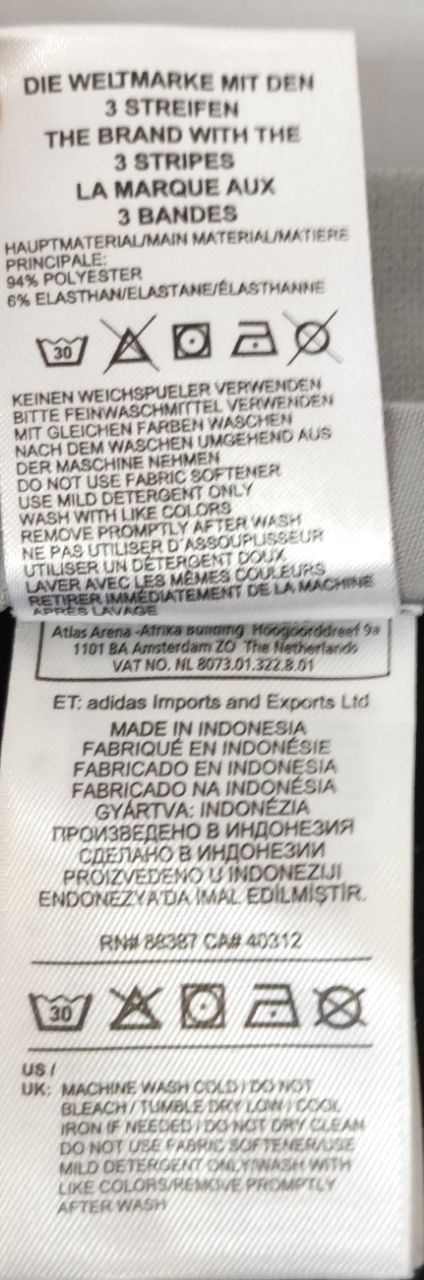 DIE WELTMARKE MIT DEN
3 STREIFEN
THE BRAND WITH THE
3 STRIPES
LA MARQUE AUX
3 BANDES
HAUPTMATERIAL/MAIN MATERIAL/MATIERE
PRINCIPALE:
94% POLYESTER
6% ELASTHAN/ELASTANE/ÉLASTHANNE
30
KEINEN WEICHSPUELER VERWENDEN
BITTE FEINWASCHMITTEL VERWENDEN
MIT GLEICHEN FARBEN WASCHEN
NACH DEM WASCHEN UMGEHEND AUS
DER MASCHINE NEHMEN
DO NOT USE FABRIC SOFTENER
USE MILD DETERGENT ONLY
WASH WITH LIKE COLORS
REMOVE PROMPTLY AFTER WASH
NE PAS UTILISER D'ASSOUPLISSEUR
UTILISER UN DÉTERGENT DOUX
LAVER AVEC LES MÊMES COULEURS
RETIRER IMMÉDIATEMENT DE LA MACHINE
APRÈS LAVAGE
Atlas Arena -Afrika Building Hoogoorddreef 9a
1101 BA Amsterdam ZO The Netherlands
VAT NO. NL 8073.01.322.B.01
ET: adidas Imports and Exports Ltd
MADE IN INDONESIA
FABRIQUÉ EN INDONÉSIE
FABRICADO EN INDONESIA
FABRICADO NA INDONÉSIA
GYÁRTVA: INDONÉZIA
ПРОИЗВЕДЕНО В ИНДОНЕЗИЯ
СДЕЛАНО В ИНДОНЕЗИИ
PROIZVEDENO U INDONEZIJI
ENDONEZYA'DA İMAL EDİLMİŞTİR.
RN# 88387 CA# 40312
30
US /
UK: MACHINE WASH COLD / DO NOT
BLEACH / TUMBLE DRY LOW / COOL
IRON IF NEEDED / DO NOT DRY CLEAN
DO NOT USE FABRIC SOFTENER/USE
MILD DETERGENT ONLY/WASH WITH
LIKE COLORS/REMOVE PROMPTLY
AFTER WASH